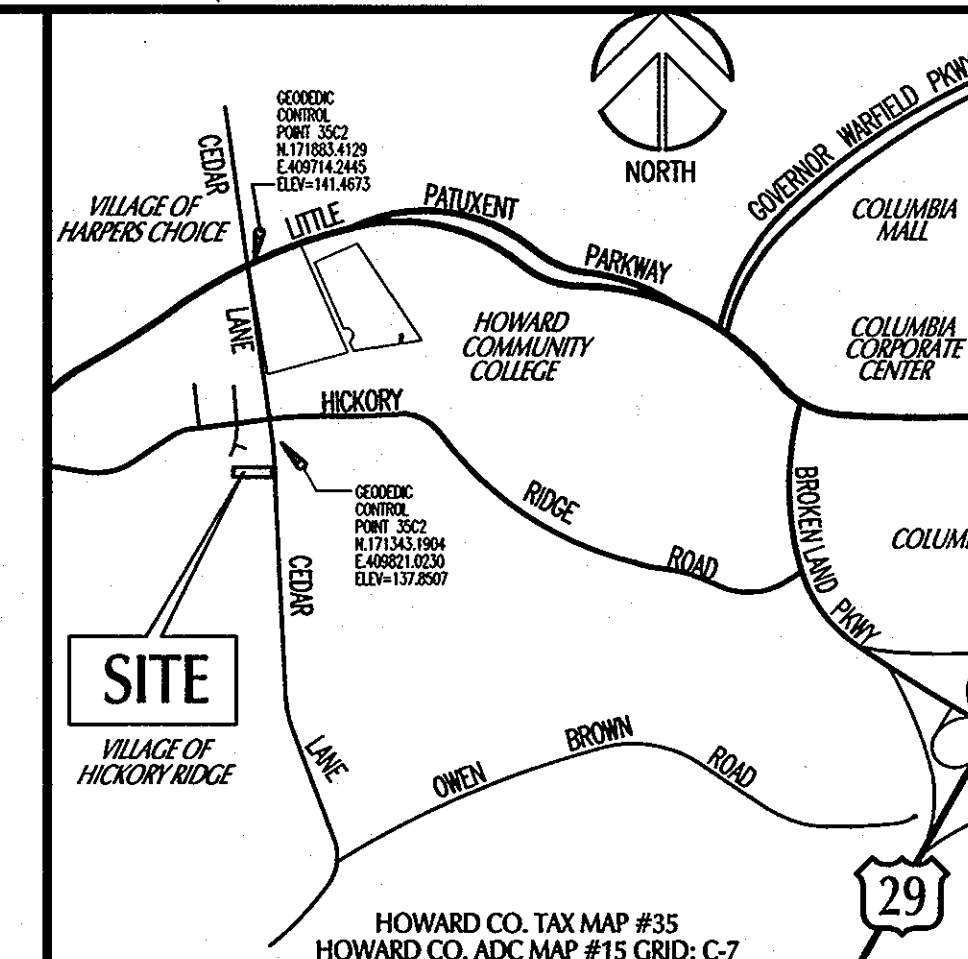 GEODEDIC
CONTROL
POINT 35C2
N.171883.4129
E.409714.2445
ELEV=141.4673
CEDAR
VILLAGE OF
HARPERS CHOICE
LITTLE
PATUXENT
PARKWAY
NORTH
GOVERNOR WARFIELD PKWY
COLUMBIA
MALL
LANE
HOWARD
COMMUNITY
COLLEGE
COLUMBIA
CORPORATE
CENTER
HICKORY
RIDGE
ROAD
GEODEDIC
CONTROL
POINT 35C2
N.171343.1904
E.409821.0230
ELEV=137.8507
BROKEN LAND PKWY
COLUM
CEDAR
SITE
VILLAGE OF
HICKORY RIDGE
LANE
OWEN
BROWN
ROAD
29
HOWARD CO. TAX MAP #35
HOWARD CO. ADC MAP #15 GRID: C-7